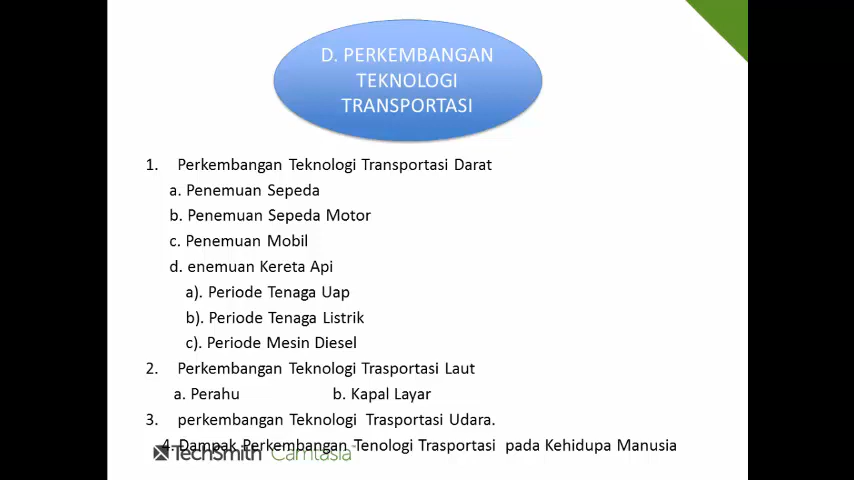 D. PERKEMBANGAN
TEKNOLOGI
TRANSPORTASI
1. Perkembangan Teknologi Transportasi Darat
a. Penemuan Sepeda
b. Penemuan Sepeda Motor
c. Penemuan Mobil
d. enemuan Kereta Api
a). Periode Tenaga Uap
b). Periode Tenaga Listrik
c). Periode Mesin Diesel
2. Perkembangan Teknologi Trasportasi Laut
a. Perahu b. Kapal Layar
3. perkembangan Teknologi Trasportasi Udara.
4. Dampak Perkembangan Tenologi Trasportasi pada Kehidupa Manusia
TechSmith Camtasia